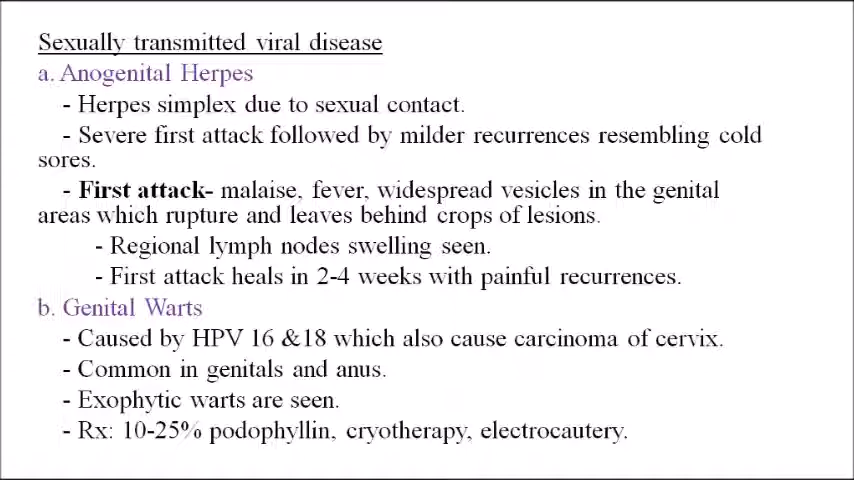 Sexually transmitted viral disease
a. Anogenital Herpes
- Herpes simplex due to sexual contact.
- Severe first attack followed by milder recurrences resembling cold
sores.
- First attack- malaise, fever, widespread vesicles in the genital
areas which rupture and leaves behind crops of lesions.
- Regional lymph nodes swelling seen.
- First attack heals in 2-4 weeks with painful recurrences.
b. Genital Warts
- Caused by HPV 16 &18 which also cause carcinoma of cervix.
- Common in genitals and anus.
- Exophytic warts are seen.
- Rx: 10-25% podophyllin, cryotherapy, electrocautery.